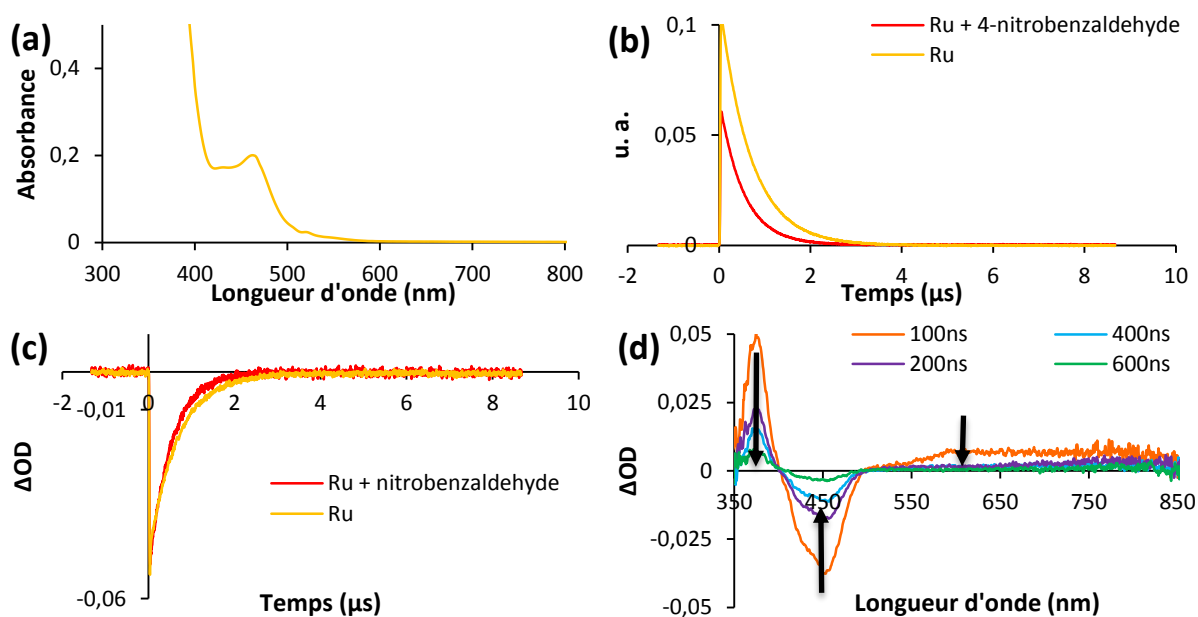 (a)
Absorbance
0,4
0,2
0
300 400 500 600 700 800
Longueur d'onde (nm)
(b)
Ru + 4-nitrobenzaldehyde
Ru
u. a.
0,1
0,05
0
-2 0 2 4 6 8 10
Temps (µs)
(c)
-2 0 2 4 6 8 10
-0,01
ΔOD
Ru + nitrobenzaldehyde
Ru
-0,06
Temps (µs)
(d)
100ns 400ns
200ns 600ns
ΔOD
0,05
0,025
0
350 450 550 650 750 850
-0,025
-0,05
Longueur d'onde (nm)